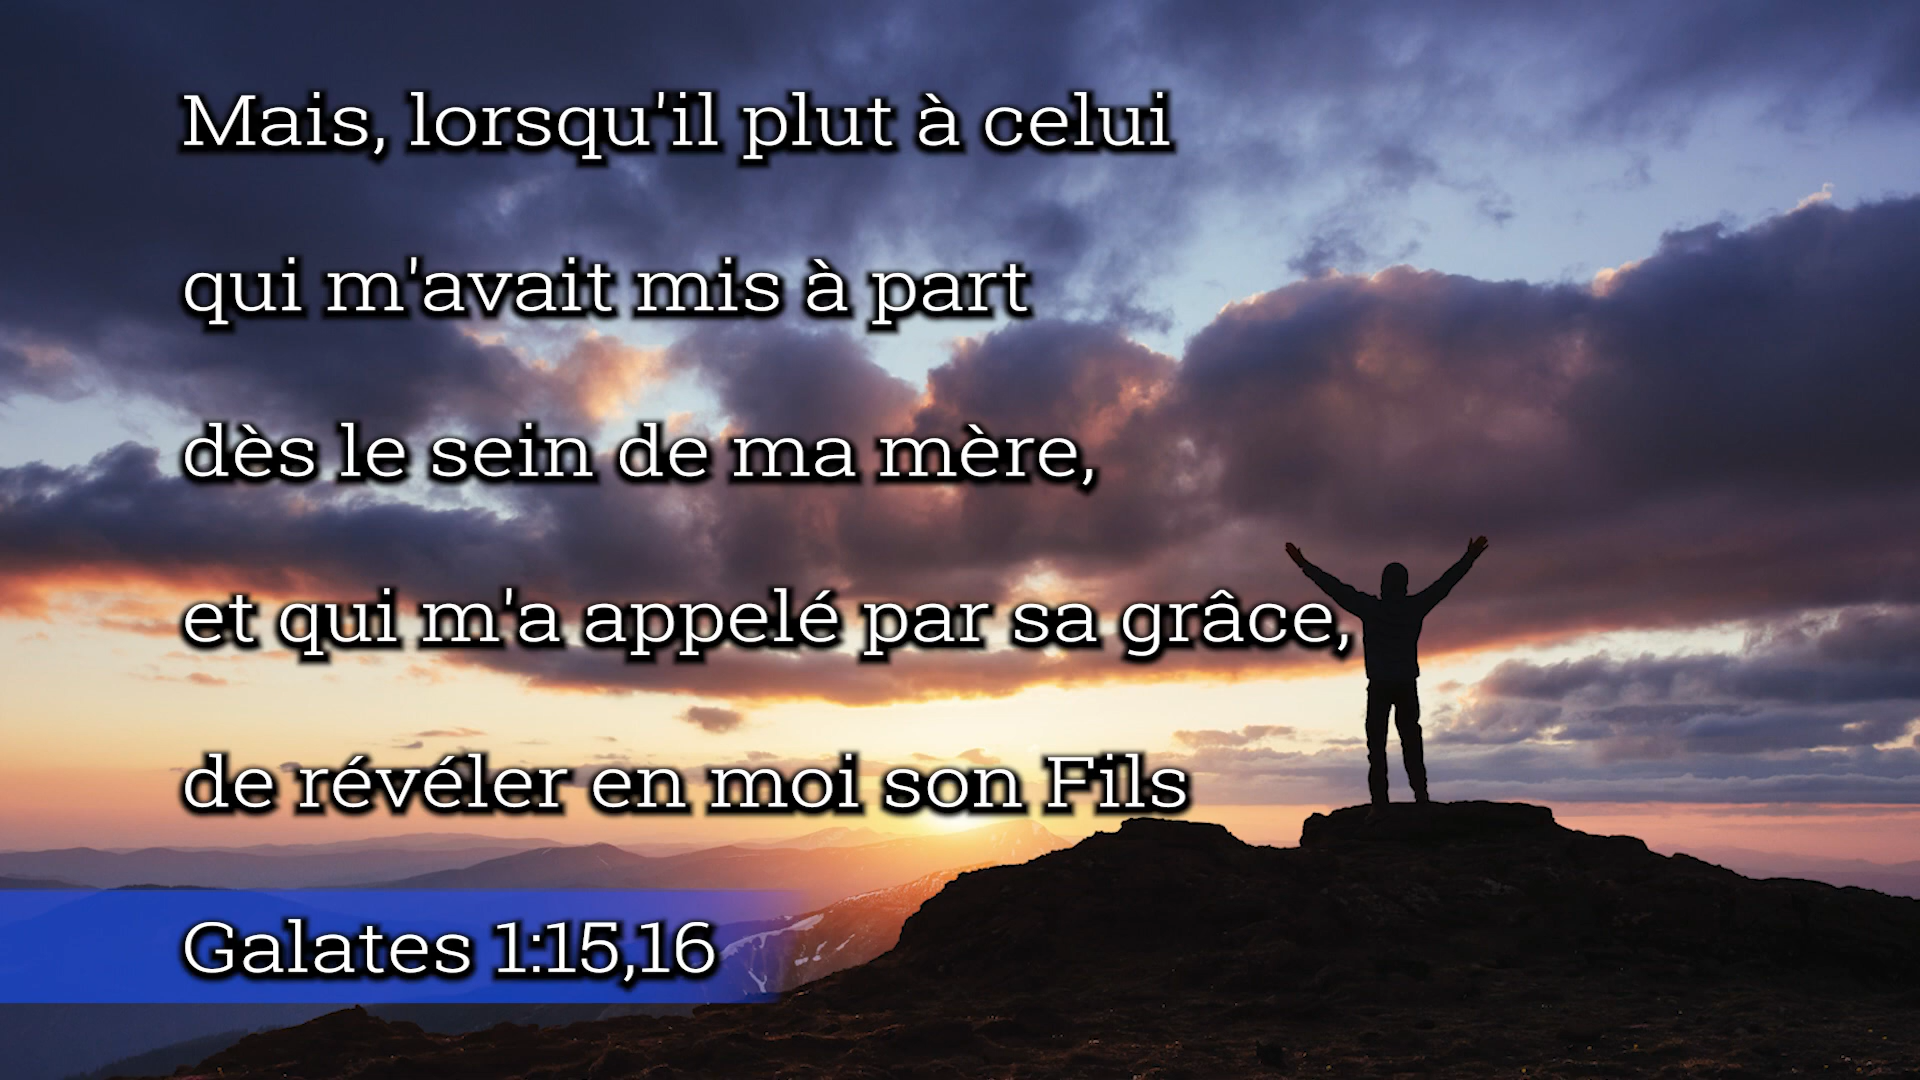 Mais, lorsqu'il plut à celui
qui m'avait mis à part
dès le sein de ma mère,
et qui m'a appelé par sa grâce,
de révéler en moi son Fils
Galates 1:15,16